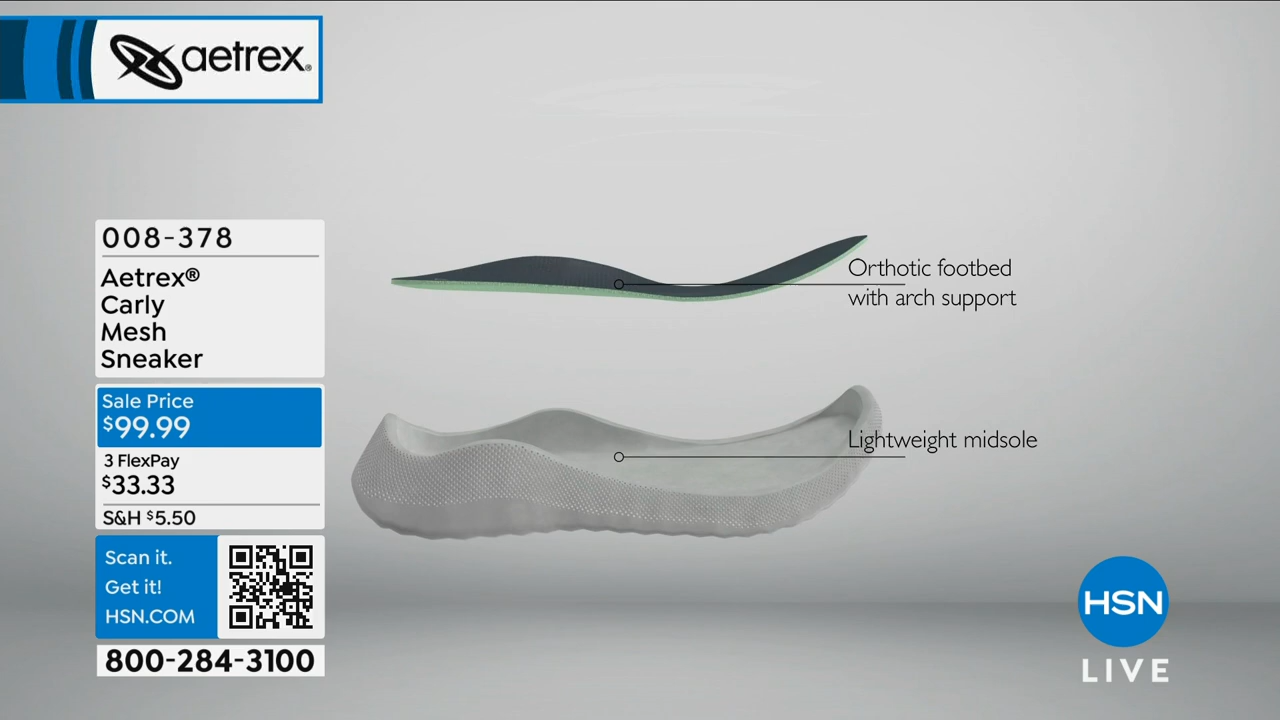 aetrex®
008-378
Aetrex®
Carly
Mesh
Sneaker
Sale Price
$99.99
3 FlexPay
$33.33
S&H $5.50
Scan it.
Get it!
HSN.COM
800-284-3100
Orthotic footbed
with arch support
Lightweight midsole
HSN
LIVE